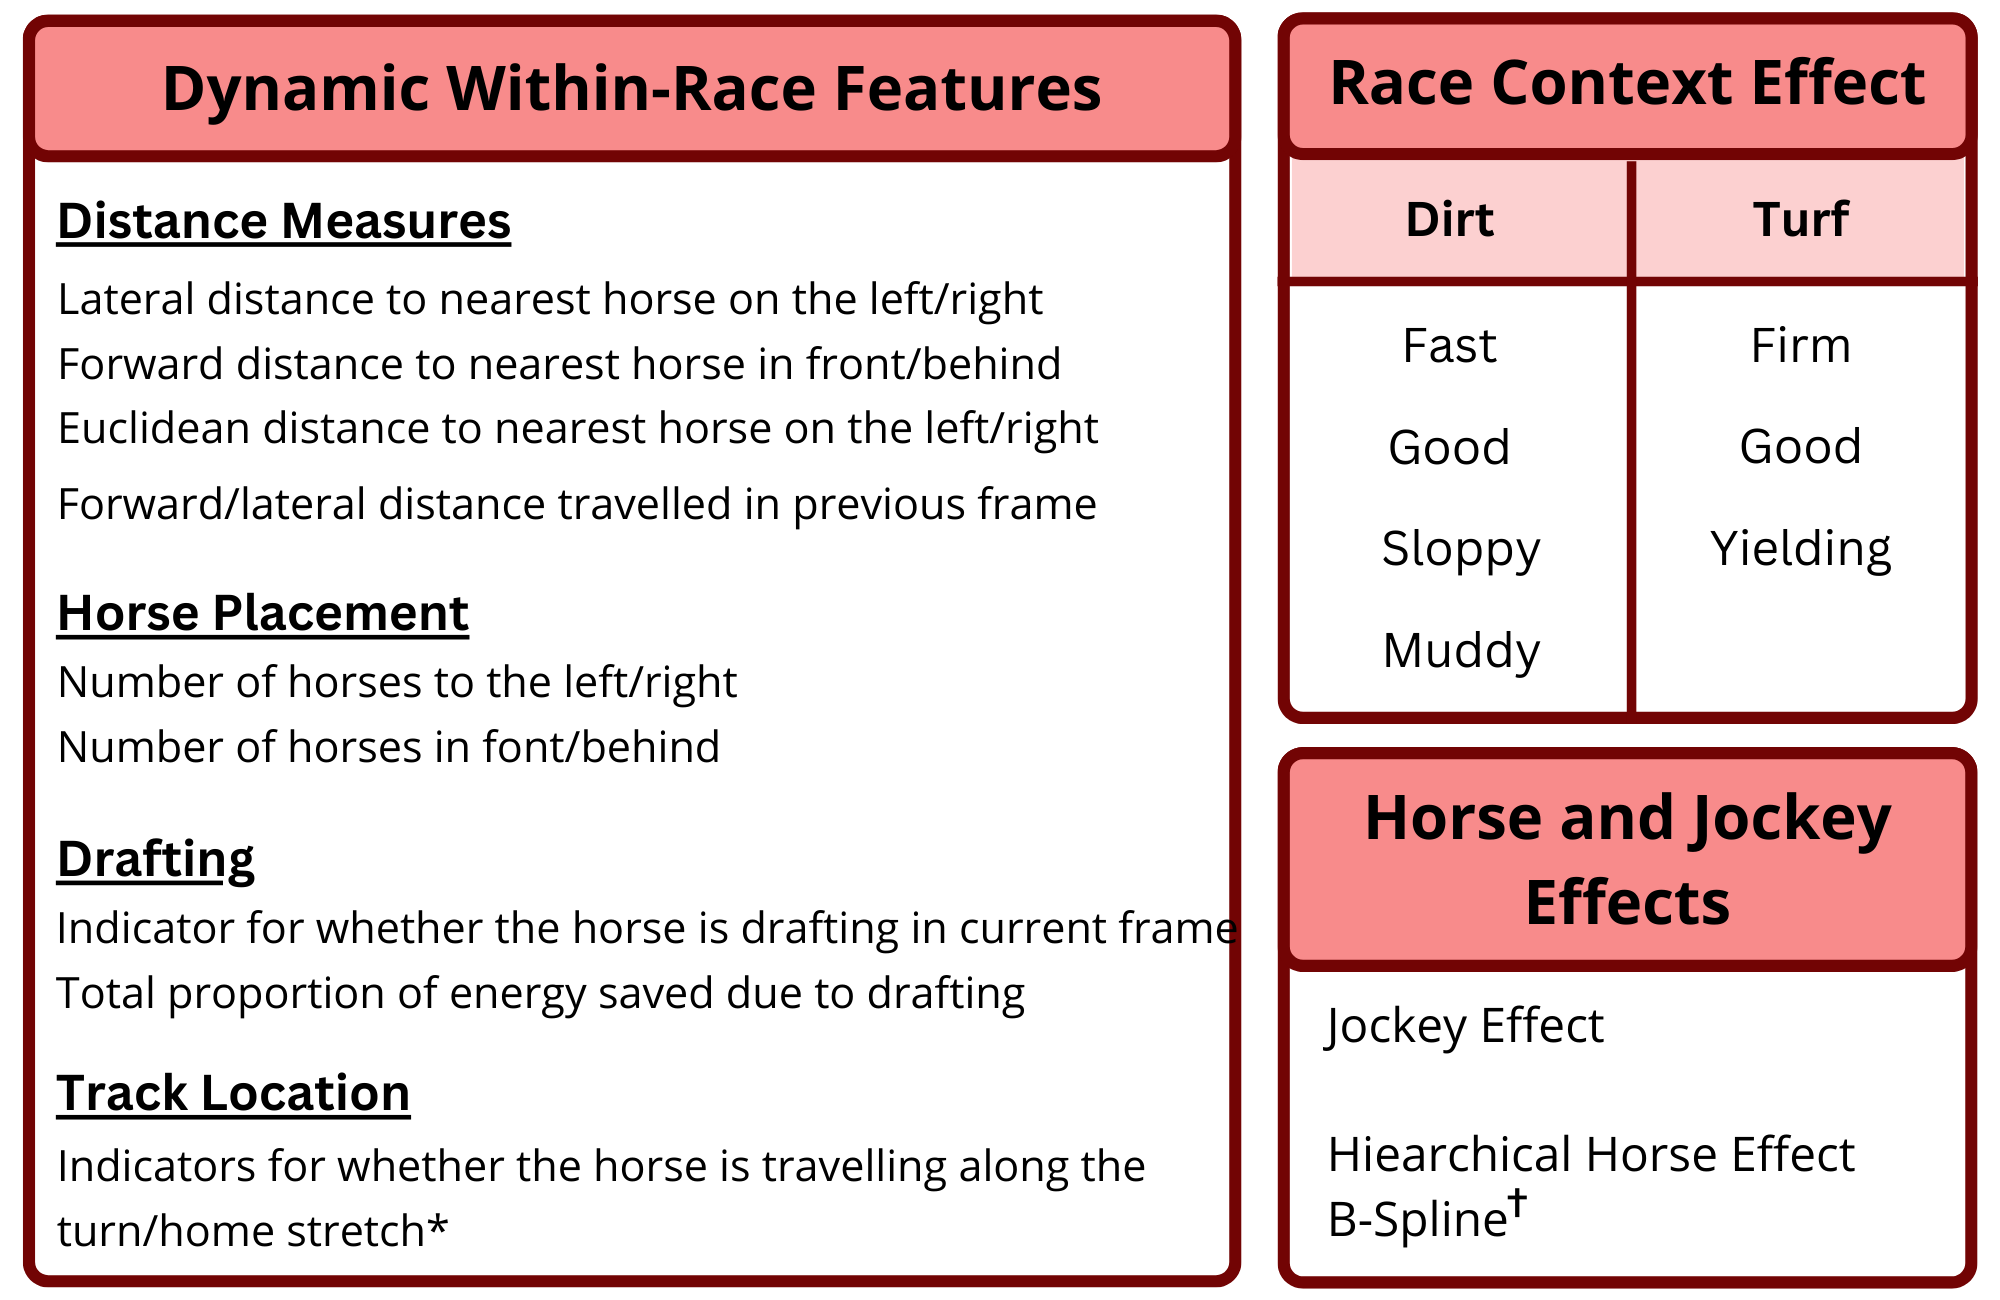 Dynamic Within-Race Features
Distance Measures
Lateral distance to nearest horse on the left/right
Forward distance to nearest horse in front/behind
Euclidean distance to nearest horse on the left/right
Forward/lateral distance travelled in previous frame
Horse Placement
Number of horses to the left/right
Number of horses in font/behind
Drafting
Indicator for whether the horse is drafting in current frame
Total proportion of energy saved due to drafting
Track Location
Indicators for whether the horse is travelling along the
turn/home stretch*
Race Context Effect
Dirt Turf
Fast Firm
Good Good
Sloppy Yielding
Muddy
Horse and Jockey
Effects
Jockey Effect
Hiearchical Horse Effect
B-Spline†